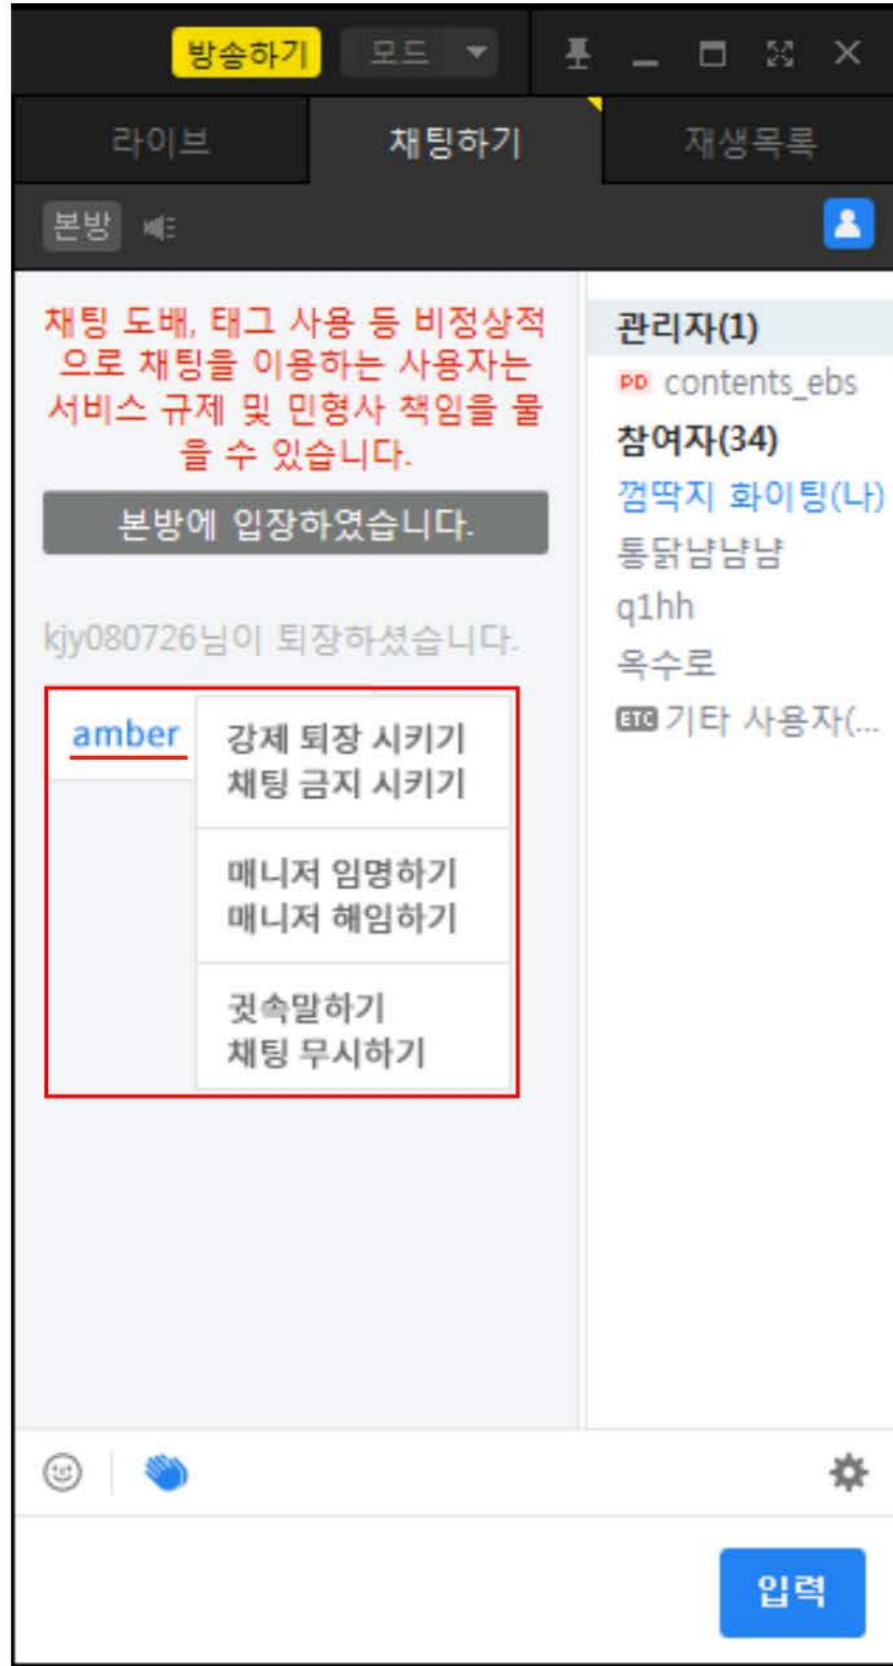 방송하기 모드
라이브 채팅하기 재생목록
본방
채팅 도배, 태그 사용 등 비정상적
으로 채팅을 이용하는 사용자는
서비스 규제 및 민형사 책임을 물
을 수 있습니다.
본방에 입장하였습니다.
kjy080726님이 퇴장하셨습니다.
amber
강제 퇴장 시키기
채팅 금지 시키기
매니저 임명하기
매니저 해임하기
귓속말하기
채팅 무시하기
관리자(1)
PD contents_ebs
참여자(34)
껌딱지 화이팅(나)
통닭냠냠냠
q1hh
옥수로
ETC 기타 사용자(...
입력